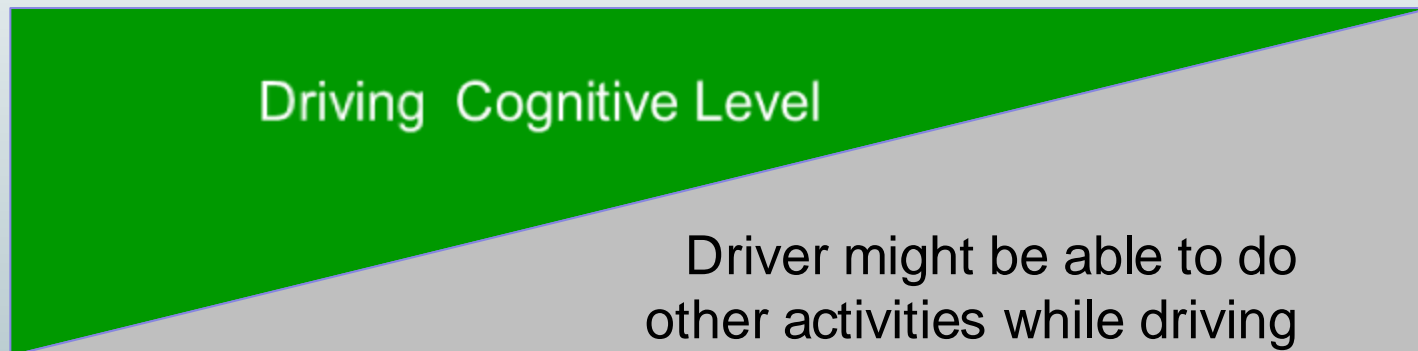 Driving  Cognitive Level
Driver might be able to do
other activities while driving